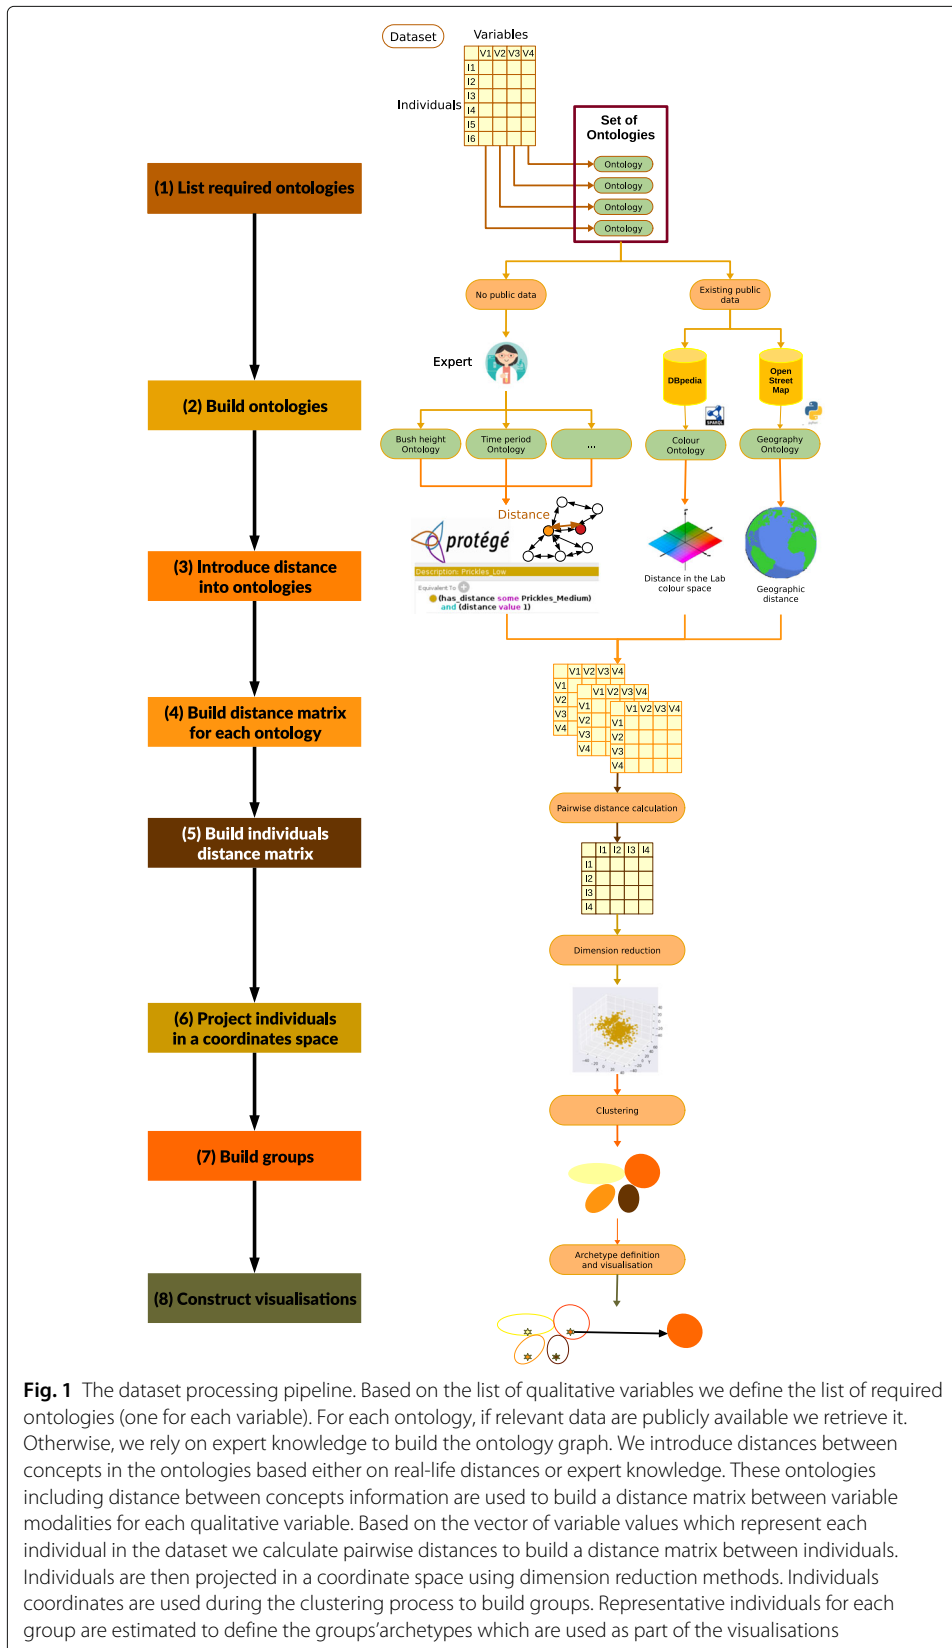 Dataset
Variables
V1 V2 V3 V4
I1
I2
I3
Individuals
I4
I5
I6
Set of
Ontologies
Ontology
Ontology
Ontology
Ontology
(1) List required ontologies
No public data
Existing public
data
Expert
DBpedia
Open
Street
Map
SPARQL
(2) Build ontologies
Bush height
Ontology
Time period
Ontology
...
Colour
Ontology
Geography
Ontology
Distance
protégé
Description: Prickles_Low
Equivalent To
(has_distance some Prickles_Medium)
and (distance value 1)
Distance in the Lab
colour space
Geographic
distance
(3) Introduce distance
into ontologies
V1 V2 V3 V4
V1
V2
V3
V4
V1 V2 V3 V4
V1
V2
V3
V4
V1 V2 V3 V4
V1
V2
V3
V4
(4) Build distance matrix
for each ontology
Pairwise distance calculation
(5) Build individuals
distance matrix
I1 I2 I3 I4
I1
I2
I3
I4
Dimension reduction
(6) Project individuals
in a coordinates space
Clustering
(7) Build groups
Archetype definition
and visualisation
(8) Construct visualisations
Fig. 1 The dataset processing pipeline. Based on the list of qualitative variables we define the list of required
ontologies (one for each variable). For each ontology, if relevant data are publicly available we retrieve it.
Otherwise, we rely on expert knowledge to build the ontology graph. We introduce distances between
concepts in the ontologies based either on real-life distances or expert knowledge. These ontologies
including distance between concepts information are used to build a distance matrix between variable
modalities for each qualitative variable. Based on the vector of variable values which represent each
individual in the dataset we calculate pairwise distances to build a distance matrix between individuals.
Individuals are then projected in a coordinate space using dimension reduction methods. Individuals
coordinates are used during the clustering process to build groups. Representative individuals for each
group are estimated to define the groups'archetypes which are used as part of the visualisations